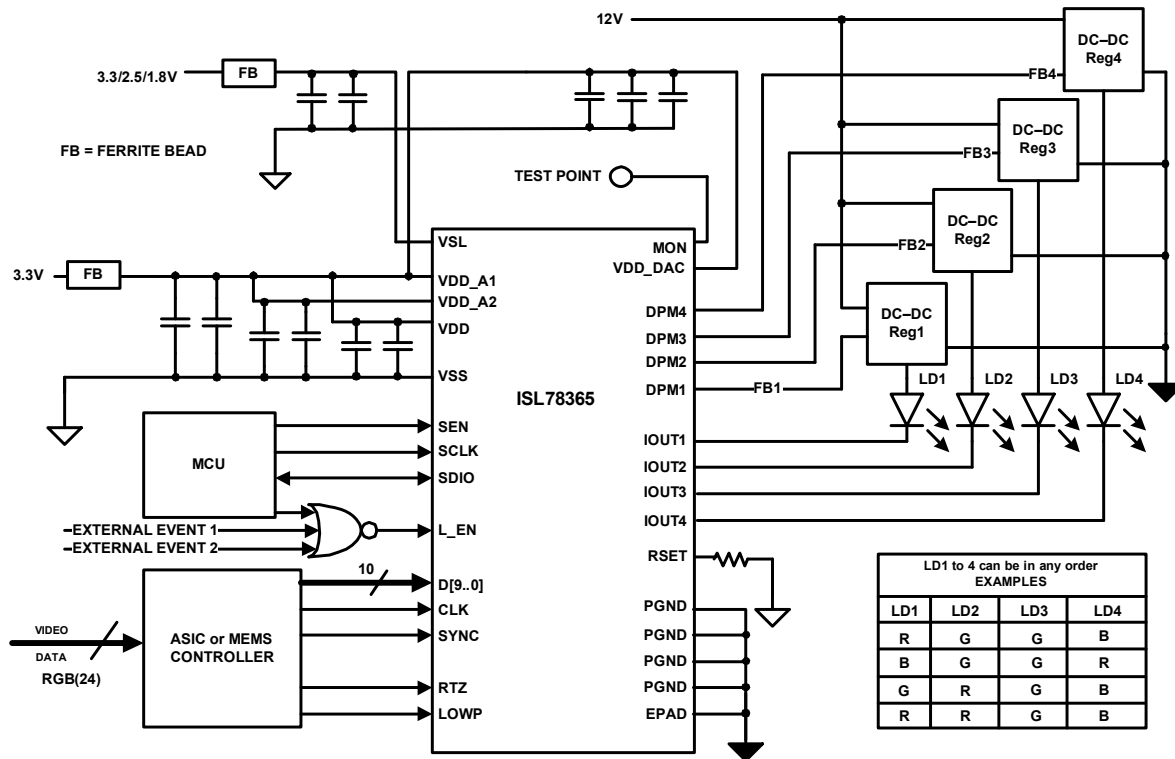 12V
DC–DC
Reg4
3.3/2.5/1.8V
FB
FB4
DC–DC
Reg3
FB = FERRITE BEAD
FB3
TEST POINT
DC–DC
Reg2
FB2
VSL
MON
3.3V
FB
VDD_A1
VDD_DAC
VDD_A2
DPM4
DC–DC
Reg1
VDD
DPM3
DPM2
VSS
DPM1
FB1
LD1
LD2
LD3
LD4
ISL78365
SEN
IOUT1
MCU
SCLK
IOUT2
SDIO
IOUT3
EXTERNAL EVENT 1
L_EN
IOUT4
EXTERNAL EVENT 2
RSET
10
D[9..0]
CLK
PGND
VIDEO
DATA
RGB(24)
ASIC or MEMS
CONTROLLER
SYNC
PGND
PGND
RTZ
PGND
LOWP
EPAD
LD1 to 4 can be in any order
EXAMPLES
LD1 LD2 LD3 LD4
R G G B
B G G R
G R G B
R R G B